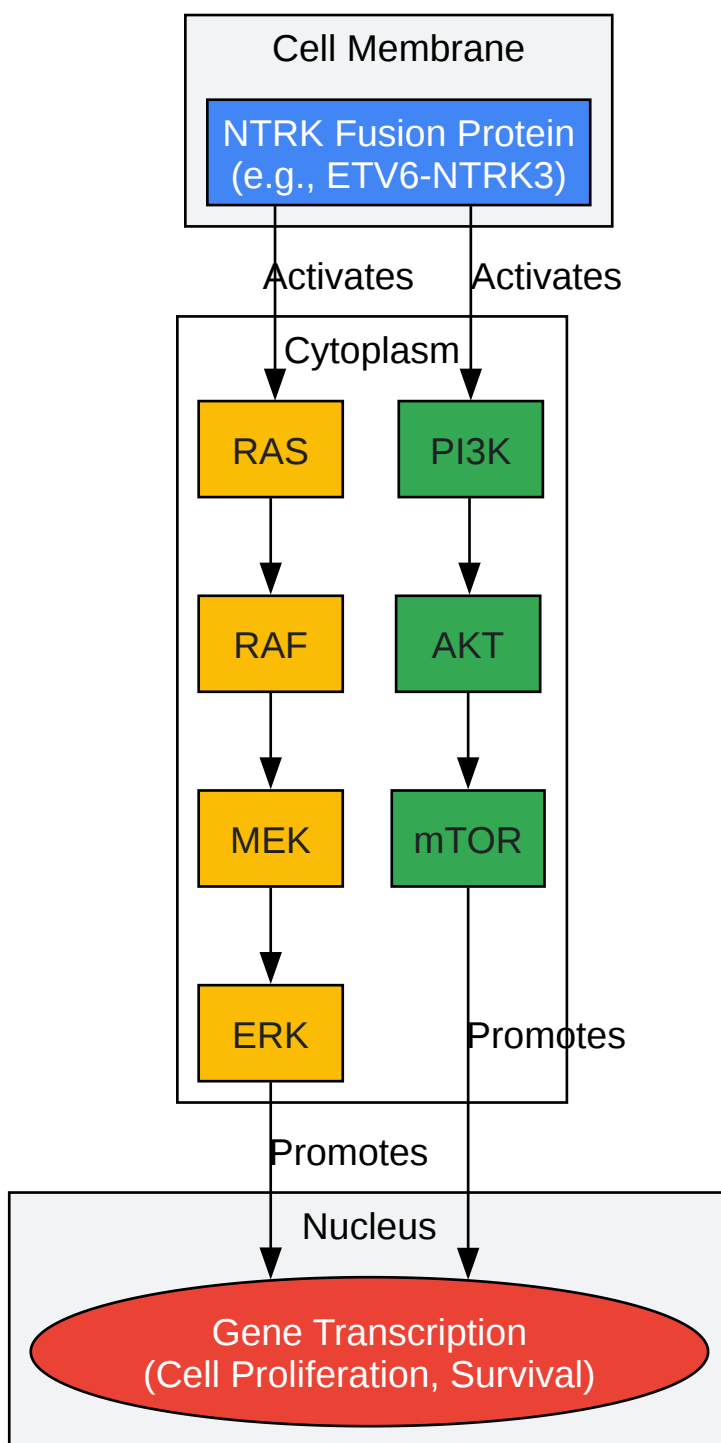 Cell Membrane
NTRK Fusion Protein
(e.g., ETV6-NTRK3)
Activates
Activates
Cytoplasm
RAS
PI3K
RAF
AKT
MEK
mTOR
ERK
Promotes
Promotes
Nucleus
Gene Transcription
(Cell Proliferation, Survival)